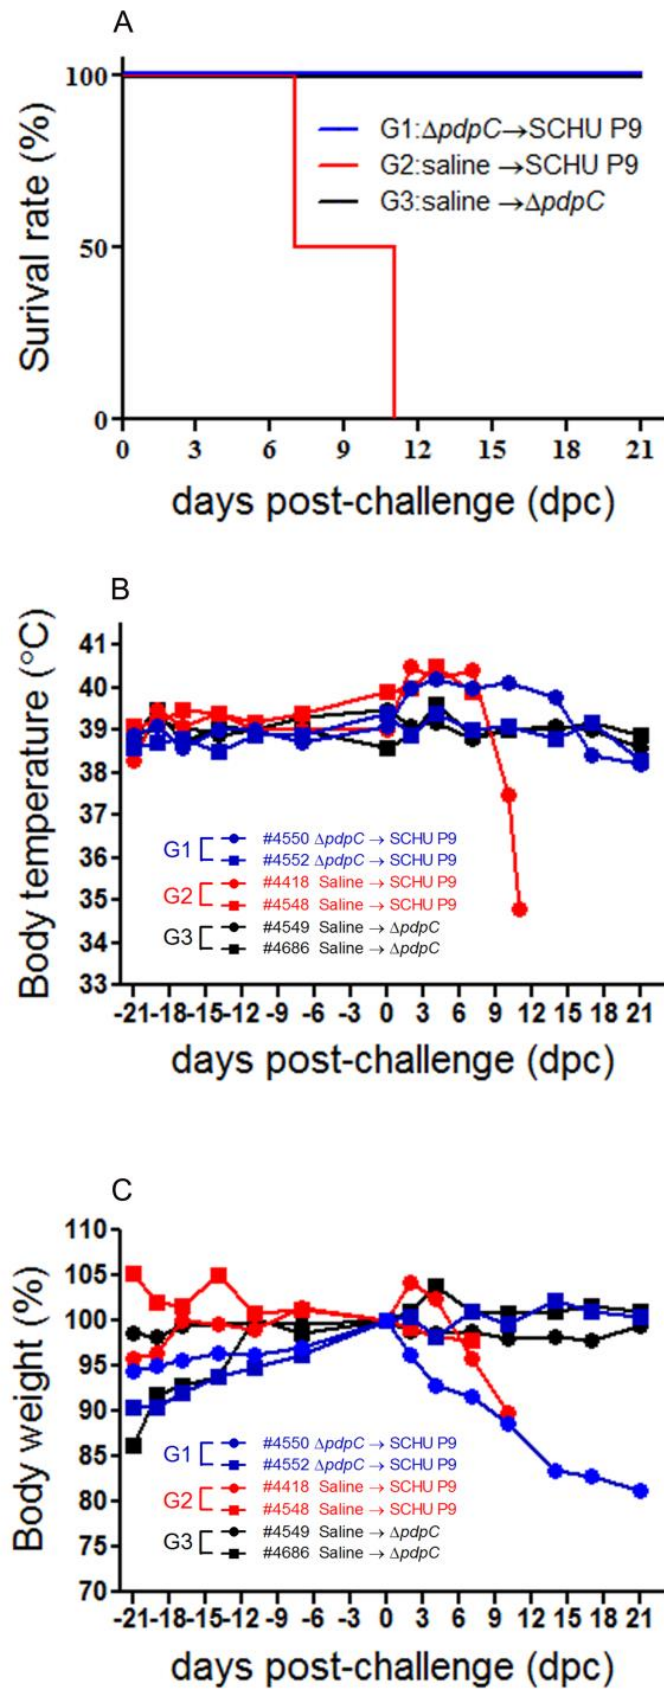 A
Surival rate (%)
100
50
0
G1:ΔpdpC→SCHU P9
G2:saline →SCHU P9
G3:saline →ΔpdpC
0 3 6 9 12 15 18 21
days post-challenge (dpc)
B
Body temperature (°C)
41
40
39
38
37
36
35
34
33
G1
#4550 ΔpdpC → SCHU P9
#4552 ΔpdpC → SCHU P9
G2
#4418 Saline → SCHU P9
#4548 Saline → SCHU P9
G3
#4549 Saline → ΔpdpC
#4686 Saline → ΔpdpC
-21 -18 -15 -12 -9 -6 -3 0 3 6 9 12 15 18 21
days post-challenge (dpc)
C
Body weight (%)
110
105
100
95
90
85
80
75
70
G1
#4550 ΔpdpC → SCHU P9
#4552 ΔpdpC → SCHU P9
G2
#4418 Saline → SCHU P9
#4548 Saline → SCHU P9
G3
#4549 Saline → ΔpdpC
#4686 Saline → ΔpdpC
-21 -18 -15 -12 -9 -6 -3 0 3 6 9 12 15 18 21
days post-challenge (dpc)